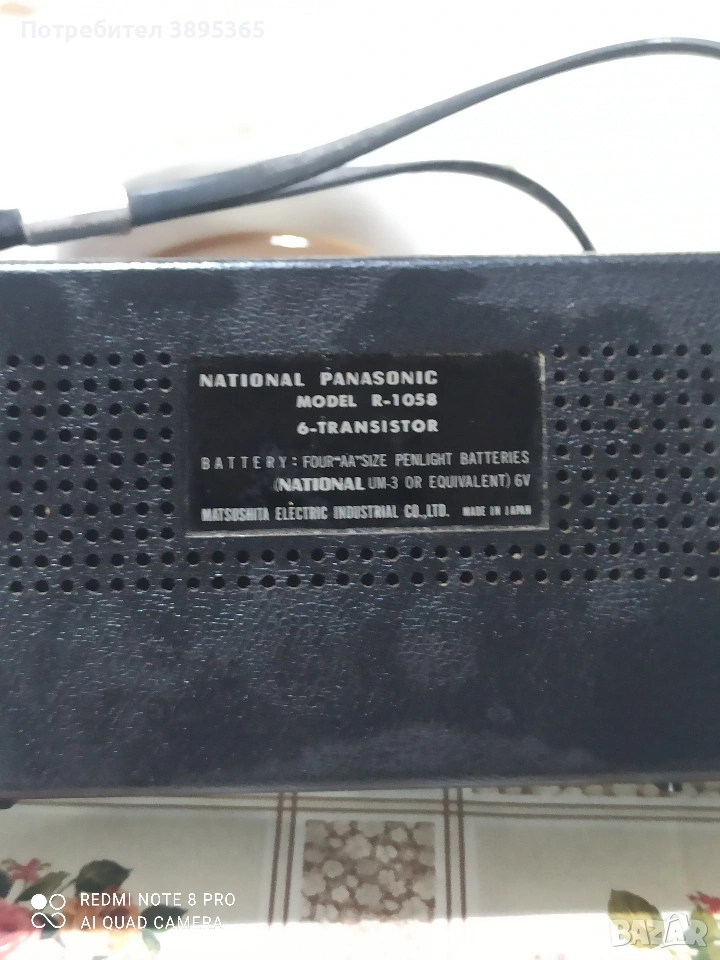 Потребител 3895365
NATIONAL PANASONIC
MODEL R-1058
6-TRANSISTOR
BATTERY: FOUR "AA" SIZE PENLIGHT BATTERIES
(NATIONAL UM-3 OR EQUIVALENT) 6V
MATSUSHITA ELECTRIC INDUSTRIAL CO.,LTD. MADE IN JAPAN
REDMI NOTE 8 PRO
AI QUAD CAMERA
BAZAR